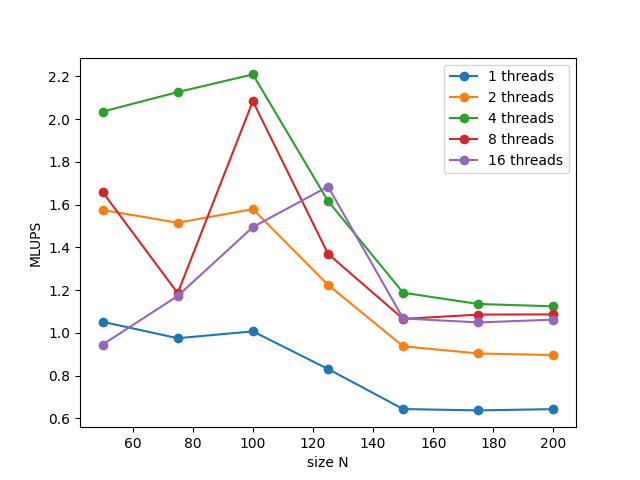 2.2
2.0
1.8
1.6
1.4
1.2
1.0
0.8
0.6
MLUPS
1 threads
2 threads
4 threads
8 threads
16 threads
60 80 100 120 140 160 180 200
size N